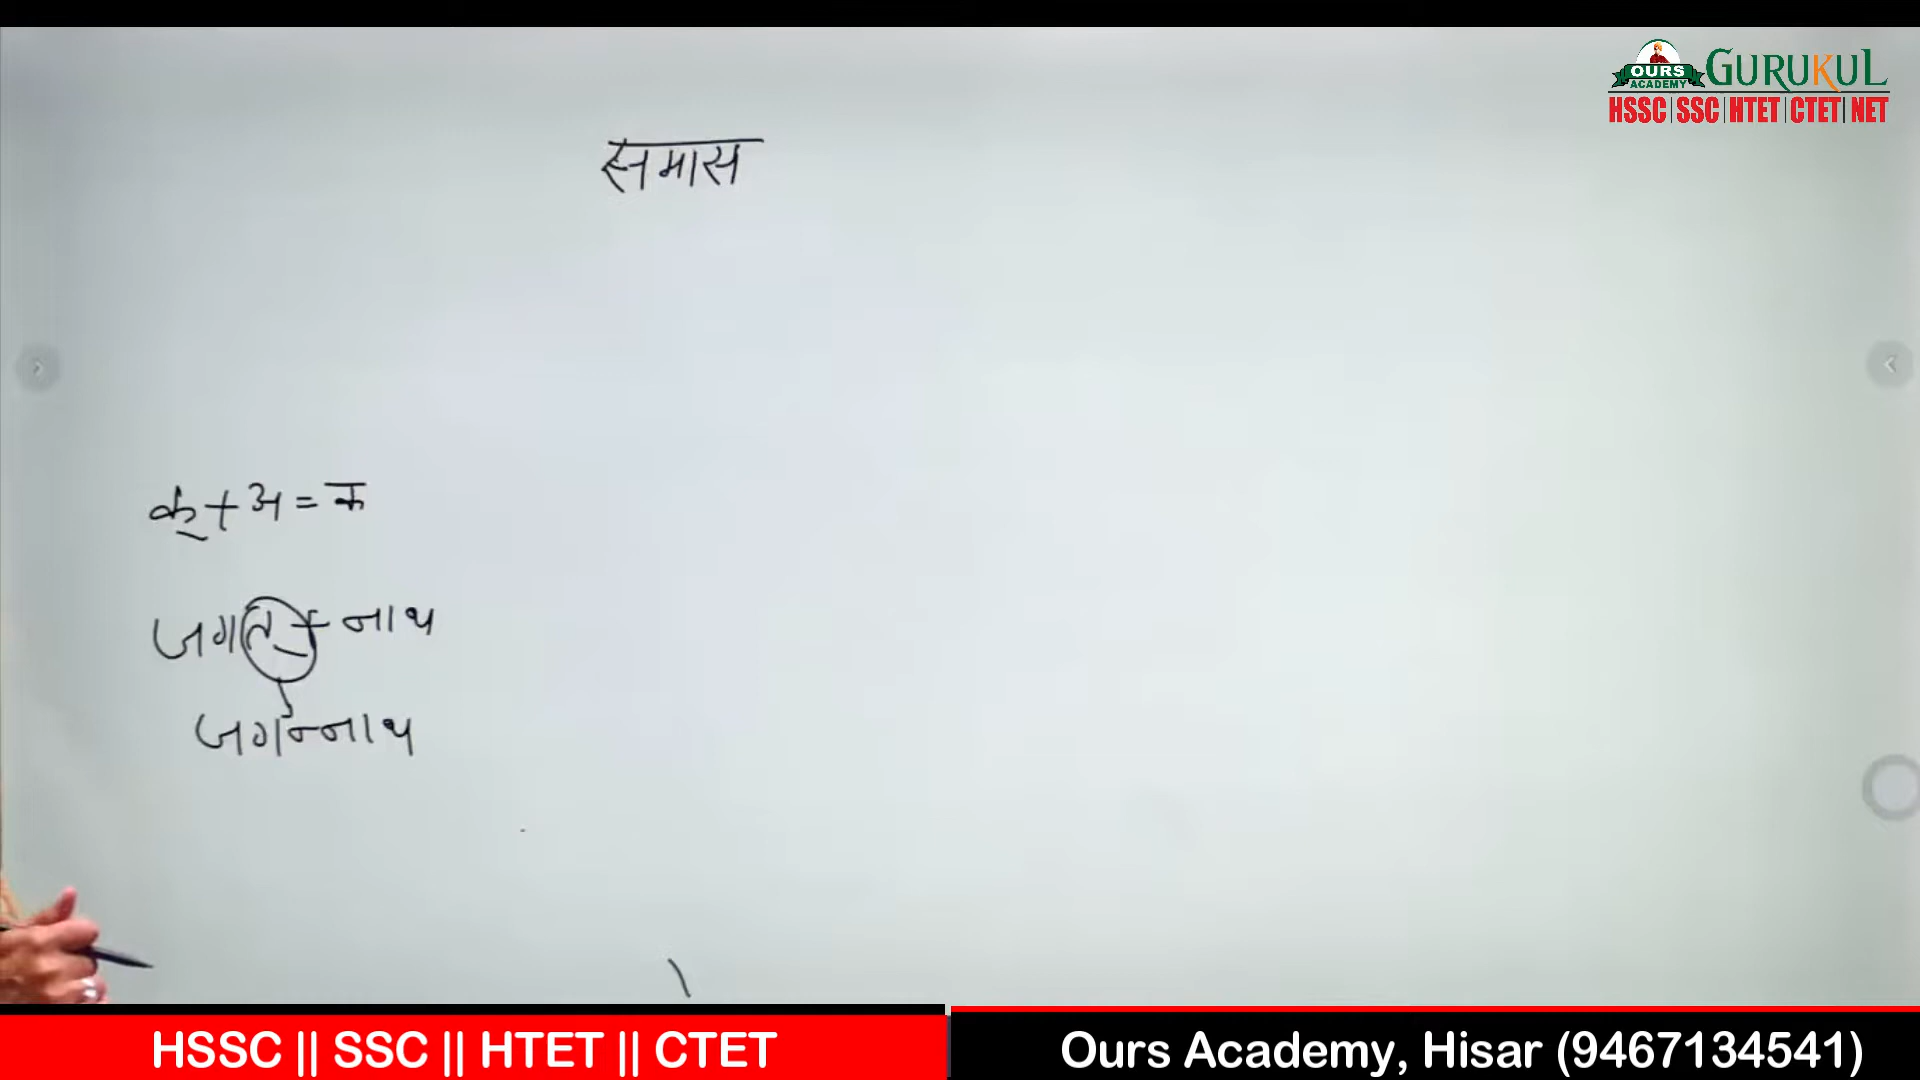 OURS
ACADEMY
GURUKUL
HSSC | SSC | HTET | CTET | NET
समास
क् + अ = क
जगत् + नाथ
जगन्नाथ
HSSC || SSC || HTET || CTET
Ours Academy, Hisar (9467134541)